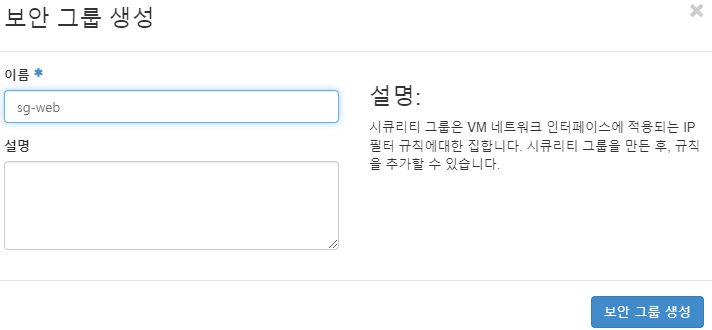 보안 그룹 생성
×
이름 *
sg-web
설명
설명:
시큐리티 그룹은 VM 네트워크 인터페이스에 적용되는 IP
필터 규칙에대한 집합니다. 시큐리티 그룹을 만든 후, 규칙
을 추가할 수 있습니다.
보안 그룹 생성